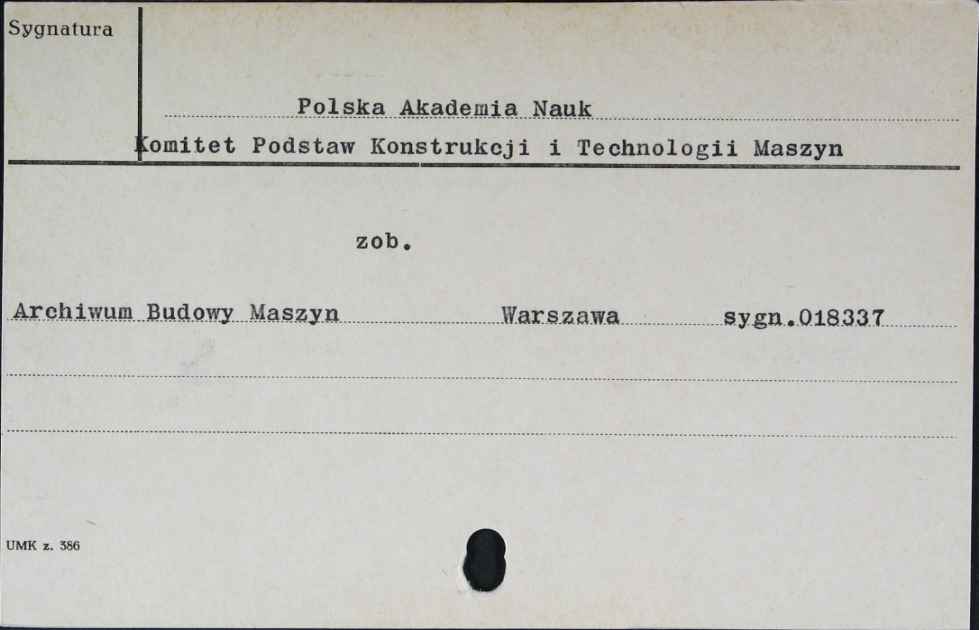 Sygnatura
Polska Akademia Nauk
Komitet Podstaw Konstrukcji i Technologii Maszyn
zob.
Archiwum Budowy Maszyn Warszawa sygn.018337
UMK z. 386